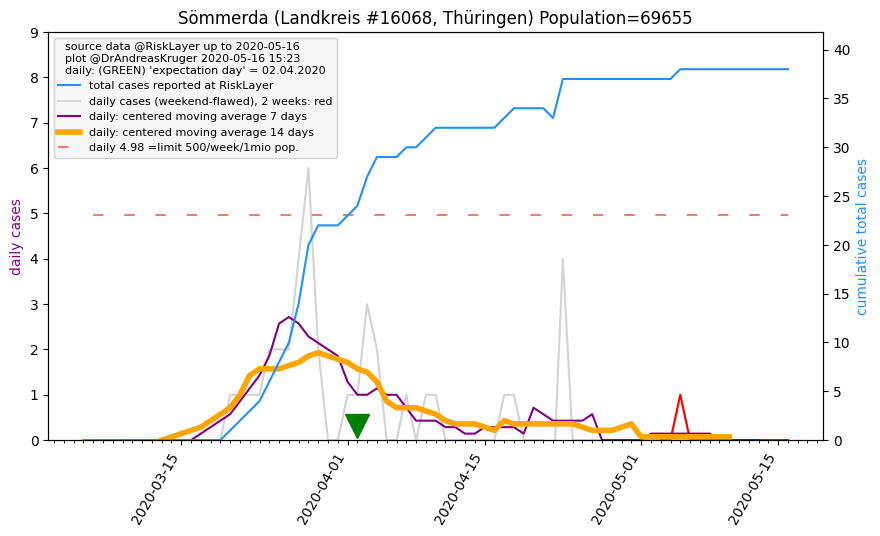 Sömmerda (Landkreis #16068, Thüringen) Population=69655
source data @RiskLayer up to 2020-05-16
plot @DrAndreasKruger 2020-05-16 15:23
daily: (GREEN) 'expectation day' = 02.04.2020
total cases reported at RiskLayer
daily cases (weekend-flawed), 2 weeks: red
daily: centered moving average 7 days
daily: centered moving average 14 days
daily 4.98 =limit 500/week/1mio pop.
daily cases
9
8
7
6
5
4
3
2
1
0
40
35
30
25
20
15
10
5
0
cumulative total cases
2020-03-15
2020-04-01
2020-04-15
2020-05-01
2020-05-15